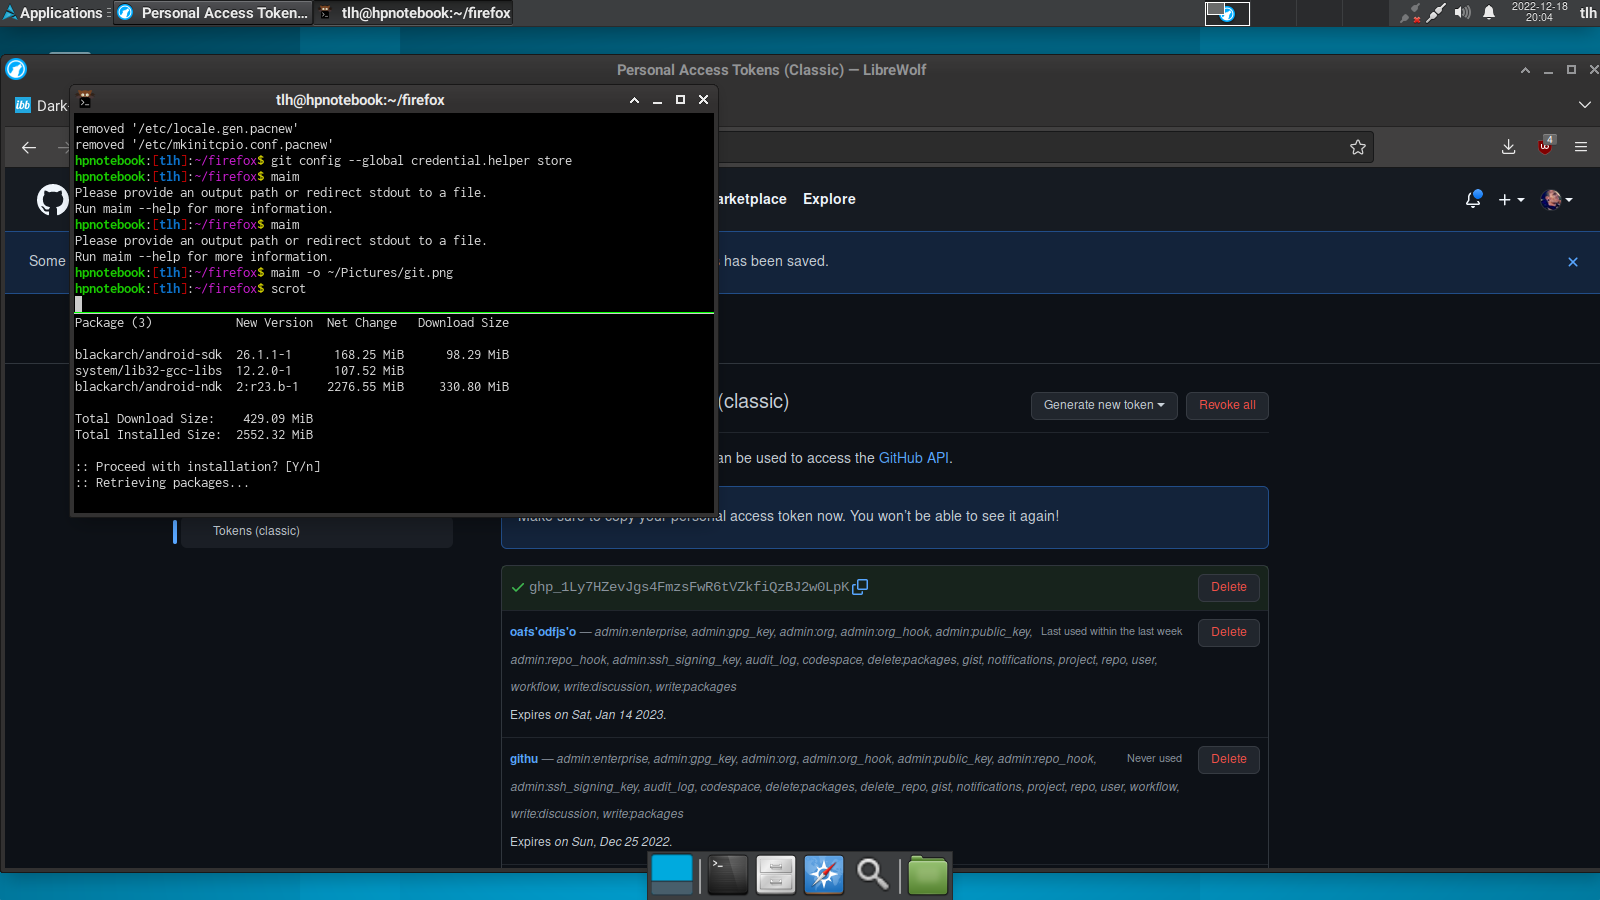 Applications
Personal Access Token...
tlh@hpnotebook:~/firefox
4
2022-12-18
20:04
tlh
Personal Access Tokens (Classic) — LibreWolf
ibb Dark-
tlh@hpnotebook:~/firefox
removed '/etc/locale.gen.pacnew'
removed '/etc/mkinitcpio.conf.pacnew'
hpnotebook:[tlh]:~/firefox$ git config --global credential.helper store
hpnotebook:[tlh]:~/firefox$ maim
Please provide an output path or redirect stdout to a file.
Run maim --help for more information.
hpnotebook:[tlh]:~/firefox$ maim
Please provide an output path or redirect stdout to a file.
Run maim --help for more information.
hpnotebook:[tlh]:~/firefox$ maim -o ~/Pictures/git.png
hpnotebook:[tlh]:~/firefox$ scrot
Package (3) New Version Net Change Download Size
blackarch/android-sdk 26.1.1-1 168.25 MiB 98.29 MiB
system/lib32-gcc-libs 12.2.0-1 107.52 MiB
blackarch/android-ndk 2:r23.b-1 2276.55 MiB 330.80 MiB
Total Download Size: 429.09 MiB
Total Installed Size: 2552.32 MiB
:: Proceed with installation? [Y/n]
:: Retrieving packages...
arketplace Explore
Some
has been saved.
(classic)
Generate new token
Revoke all
an be used to access the GitHub API.
Make sure to copy your personal access token now. You won't be able to see it again!
Tokens (classic)
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
Delete
oafs'odfjs'o — admin:enterprise, admin:gpg_key, admin:org, admin:org_hook, admin:public_key,
Last used within the last week
Delete
admin:repo_hook, admin:ssh_signing_key, audit_log, codespace, delete:packages, gist, notifications, project, repo, user,
workflow, write:discussion, write:packages
Expires on Sat, Jan 14 2023.
githu — admin:enterprise, admin:gpg_key, admin:org, admin:org_hook, admin:public_key, admin:repo_hook,
Never used
Delete
admin:ssh_signing_key, audit_log, codespace, delete:packages, delete_repo, gist, notifications, project, repo, user, workflow,
write:discussion, write:packages
Expires on Sun, Dec 25 2022.